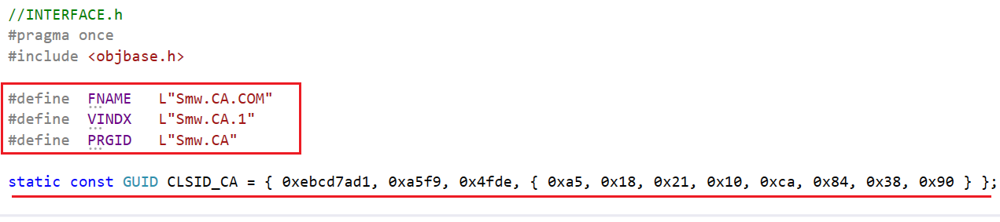 //INTERFACE.h
#pragma once
#include <objbase.h>
#define  FNAME   L"Smw.CA.COM"
#define  VINDX   L"Smw.CA.1"
#define  PRGID   L"Smw.CA"
static const GUID CLSID_CA = { 0xebcd7ad1, 0xa5f9, 0x4fde, { 0xa5, 0x18, 0x21, 0x10, 0xca, 0x84, 0x38, 0x90 } };